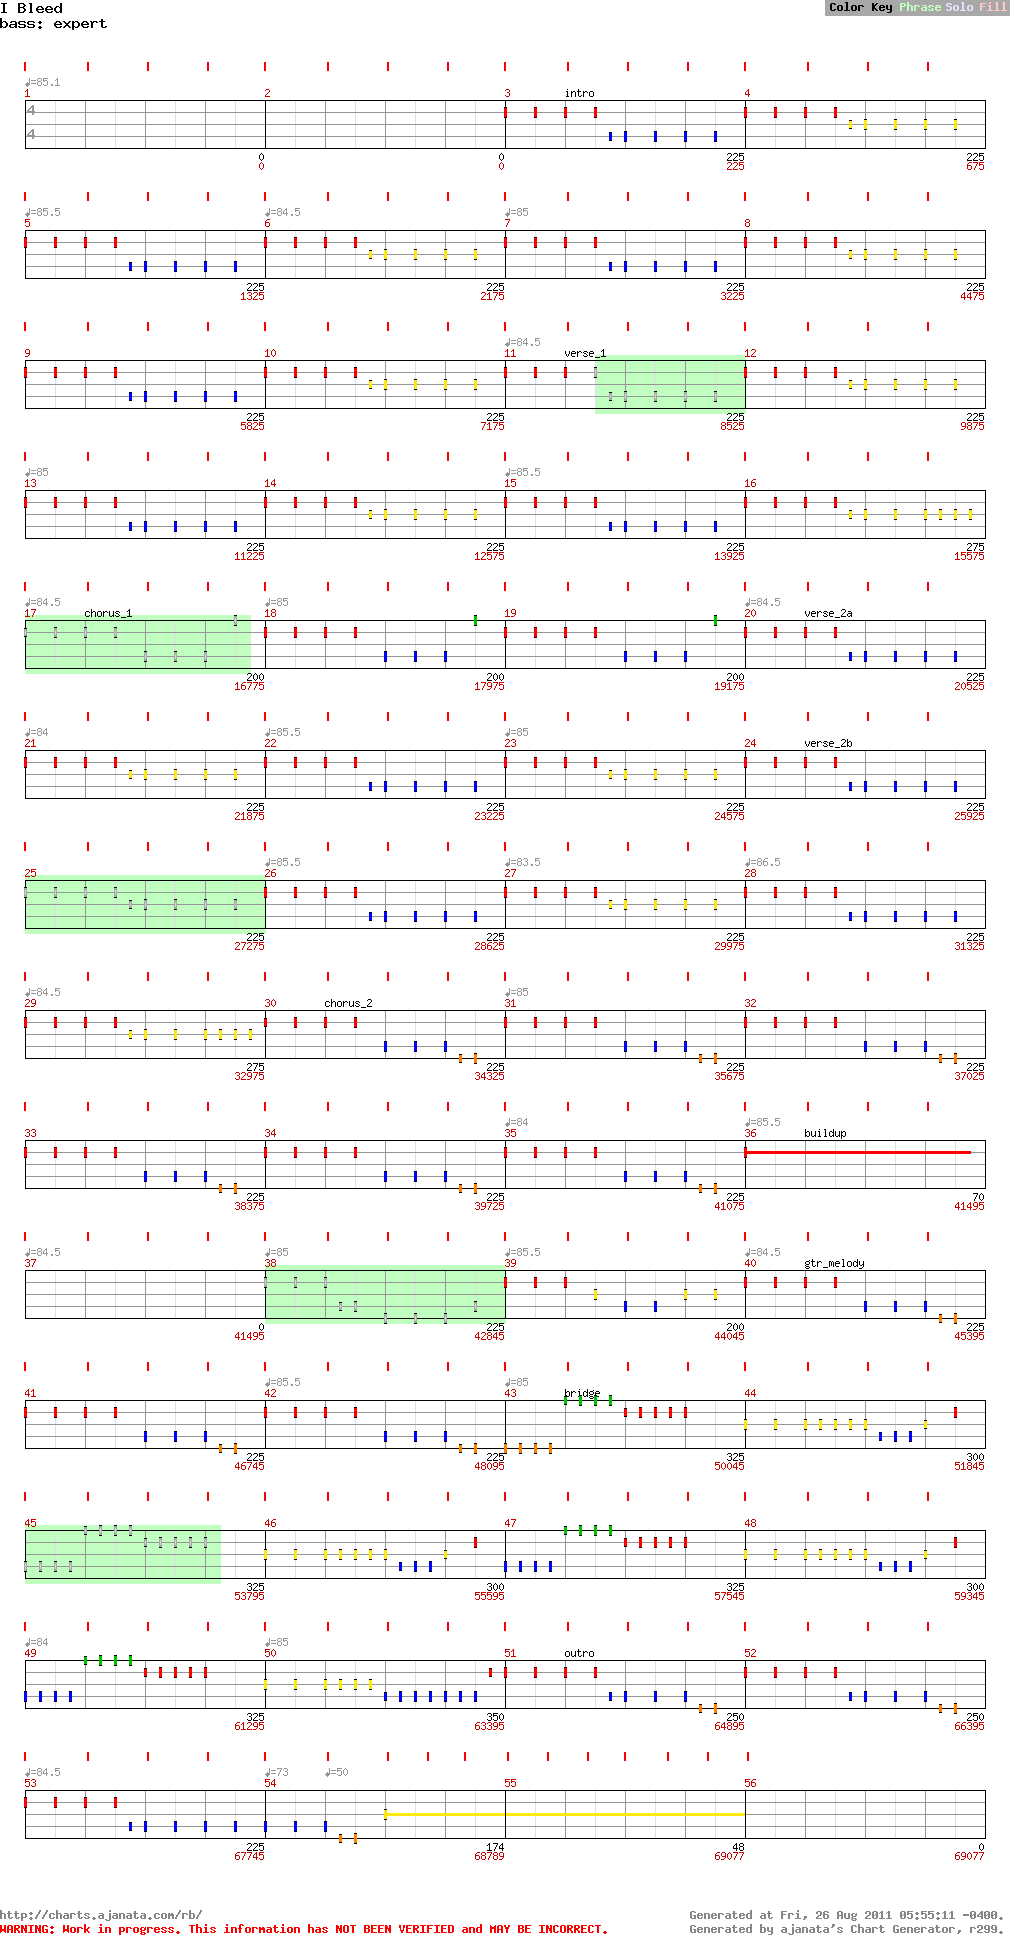 I Bleed
bass: expert
Color Key Phrase Solo Fill
♩=85.1
1 2 3 intro 4
4
4
0 0 225 225
0 0 225 675
♩=85.5 ♩=84.5 ♩=85
5 6 7 8
225 225 225 225
1325 2175 3225 4475
♩=84.5
9 10 11 verse_1 12
225 225 225 225
5825 7175 8525 9875
♩=85 ♩=85.5
13 14 15 16
225 225 225 275
11225 12575 13925 15575
♩=84.5 ♩=85 ♩=84.5
17 chorus_1 18 19 20 verse_2a
200 200 200 225
16775 17975 19175 20525
♩=84 ♩=85.5 ♩=85
21 22 23 24 verse_2b
225 225 225 225
21875 23225 24575 25925
♩=85.5 ♩=83.5 ♩=86.5
25 26 27 28
225 225 225 225
27275 28625 29975 31325
♩=84.5 ♩=85
29 30 chorus_2 31 32
275 225 225 225
32975 34325 35675 37025
♩=84 ♩=85.5
33 34 35 36 buildup
225 225 225 70
38375 39725 41075 41495
♩=84.5 ♩=85 ♩=85.5 ♩=84.5
37 38 39 40 gtr_melody
0 225 200 225
41495 42845 44045 45395
♩=85.5 ♩=85
41 42 43 bridge 44
225 225 325 300
46745 48095 50045 51845
45 46 47 48
325 300 325 300
53795 55595 57545 59345
♩=84 ♩=85
49 50 51 outro 52
325 350 250 250
61295 63395 64895 66395
♩=84.5 ♩=73 ♩=50
53 54 55 56
225 174 48 0
67745 68789 69077 69077
http://charts.ajanata.com/rb/ Generated at Fri, 26 Aug 2011 05:55:11 -0400.
WARNING: Work in progress. This information has NOT BEEN VERIFIED and MAY BE INCORRECT. Generated by ajanata's Chart Generator, r299.